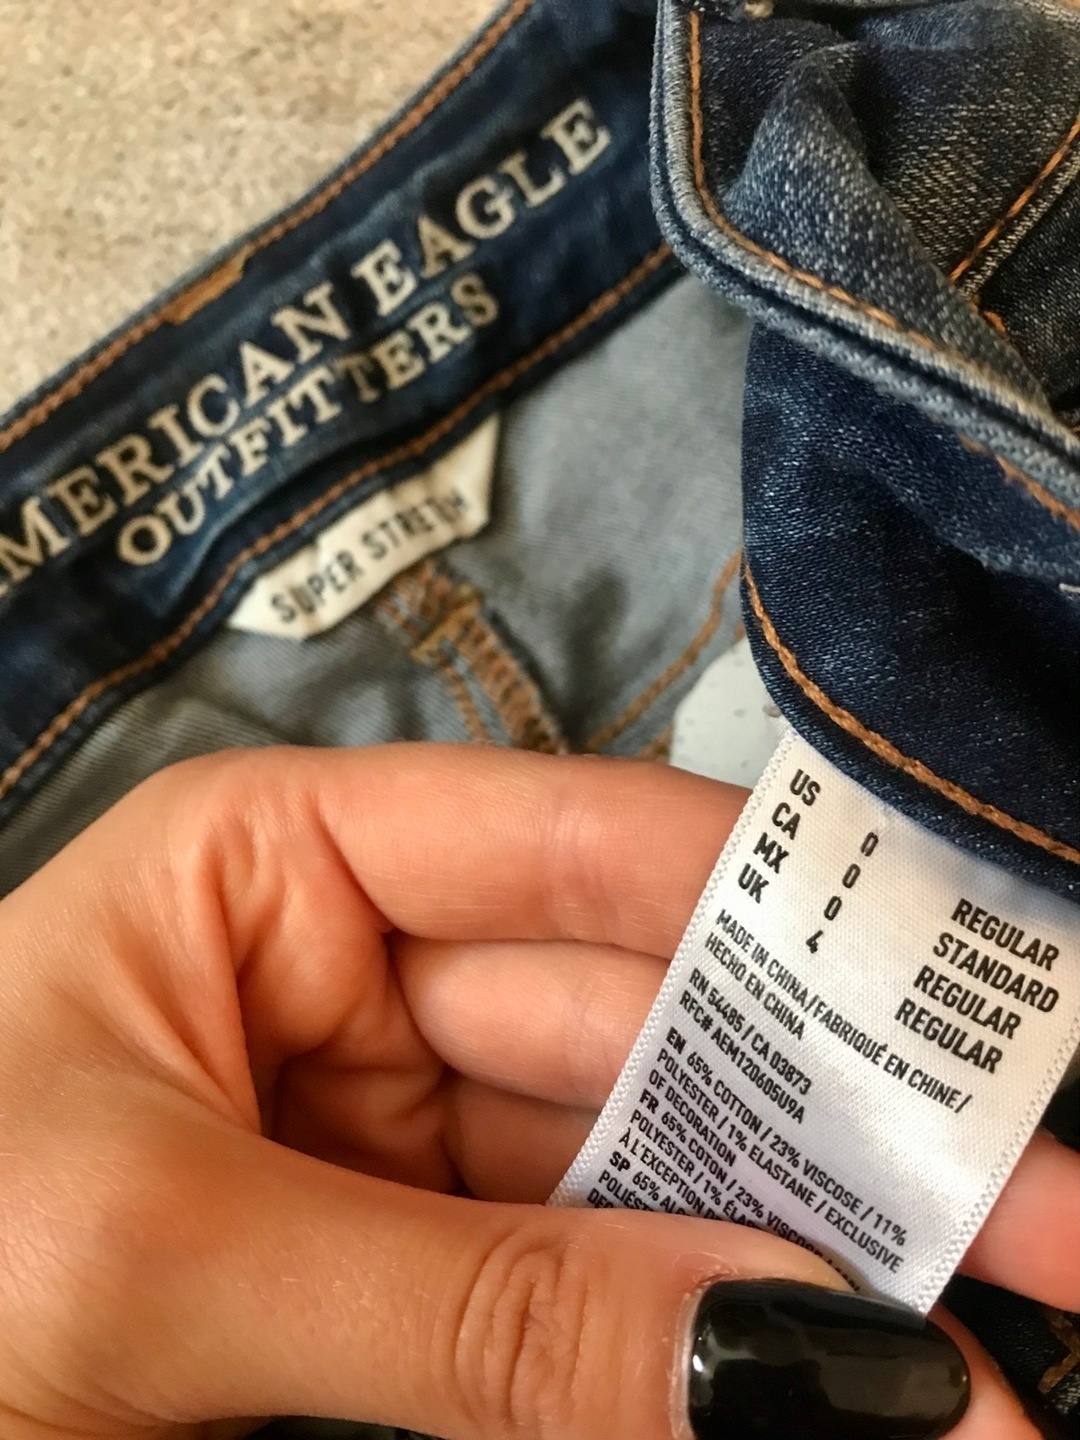 AMERICAN EAGLE
OUTFITTERS
SUPER STRETCH
US 0 REGULAR
CA 0 STANDARD
MX 0 REGULAR
UK 4 REGULAR
MADE IN CHINA/FABRIQUÉ EN CHINE/
HECHO EN CHINA
RN 54485 / CA 03873
RFC# AEM120605U9A
EN 65% COTTON / 23% VISCOSE / 11%
POLYESTER / 1% ELASTANE / EXCLUSIVE
OF DECORATION
FR 65% COTON / 23% VISCOSE
POLYESTER / 1%
À L'EXCEPTION
SP 65%